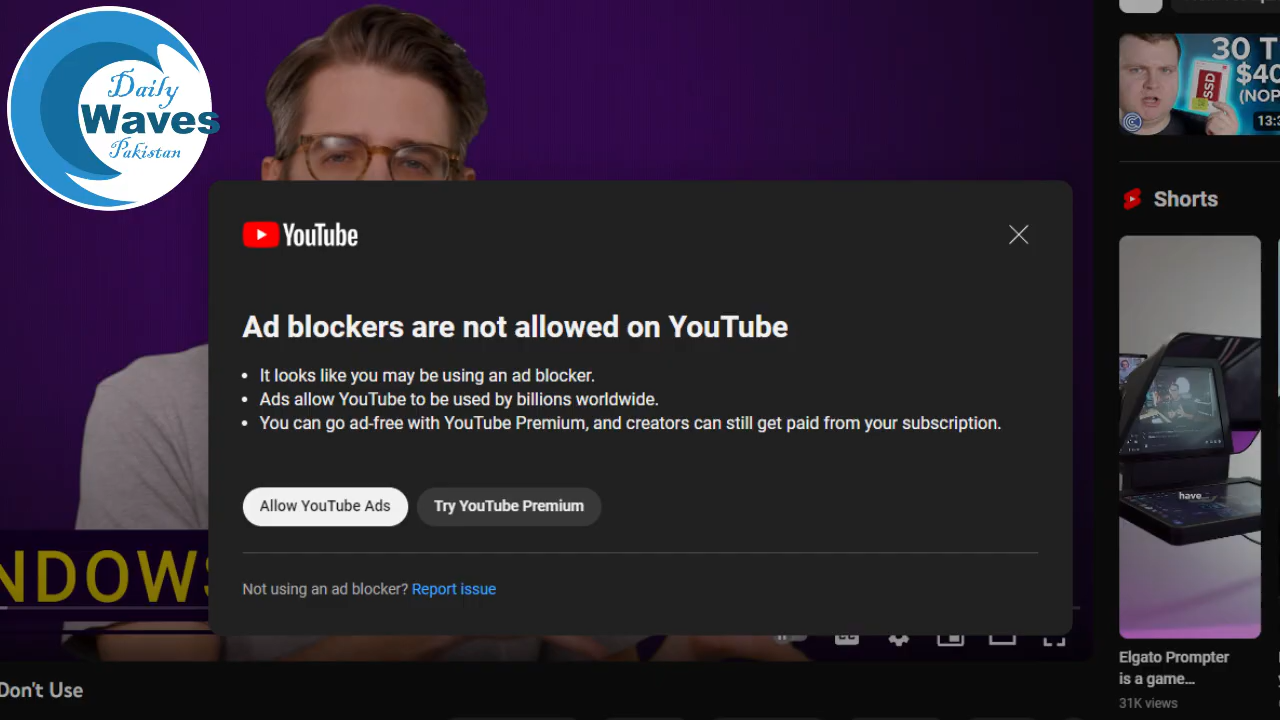 Daily
Waves
Pakistan
30 T
$40
(NOP
SSD
13:3
Shorts
YouTube
Ad blockers are not allowed on YouTube
• It looks like you may be using an ad blocker.
• Ads allow YouTube to be used by billions worldwide.
• You can go ad-free with YouTube Premium, and creators can still get paid from your subscription.
Allow YouTube Ads
Try YouTube Premium
have
NDOWS
Not using an ad blocker? Report issue
CC
Don't Use
Elgato Prompter
is a game...
31K views